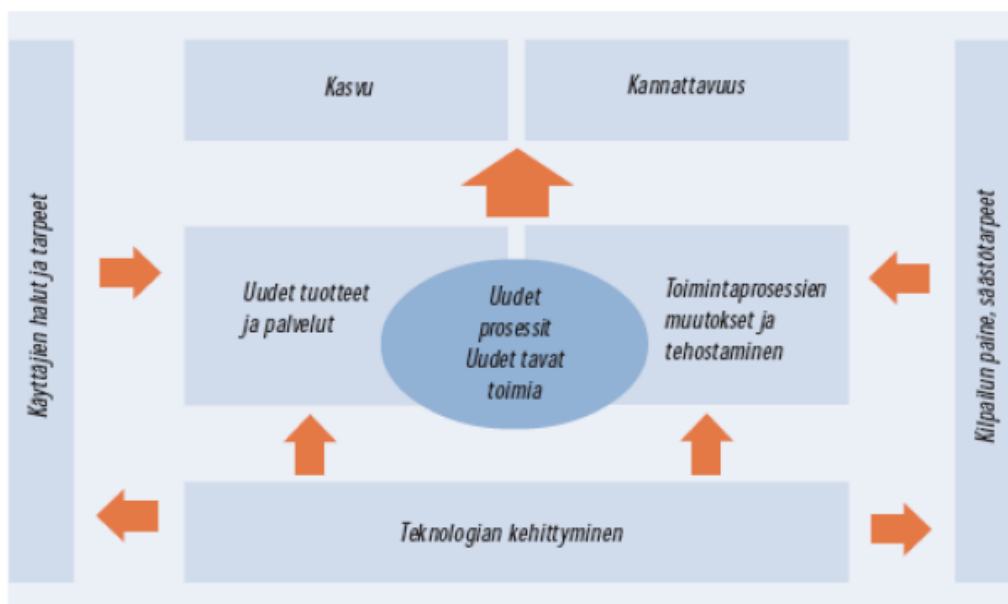 Kasvu
Kannattavuus
Käyttäjien halut ja tarpeet
Uudet tuotteet
ja palvelut
Uudet
prosessit
Uudet tavat
toimia
Toimintaprosessien
muutokset ja
tehostaminen
Kilpailun paine, säästötarpeet
Teknologian kehittyminen